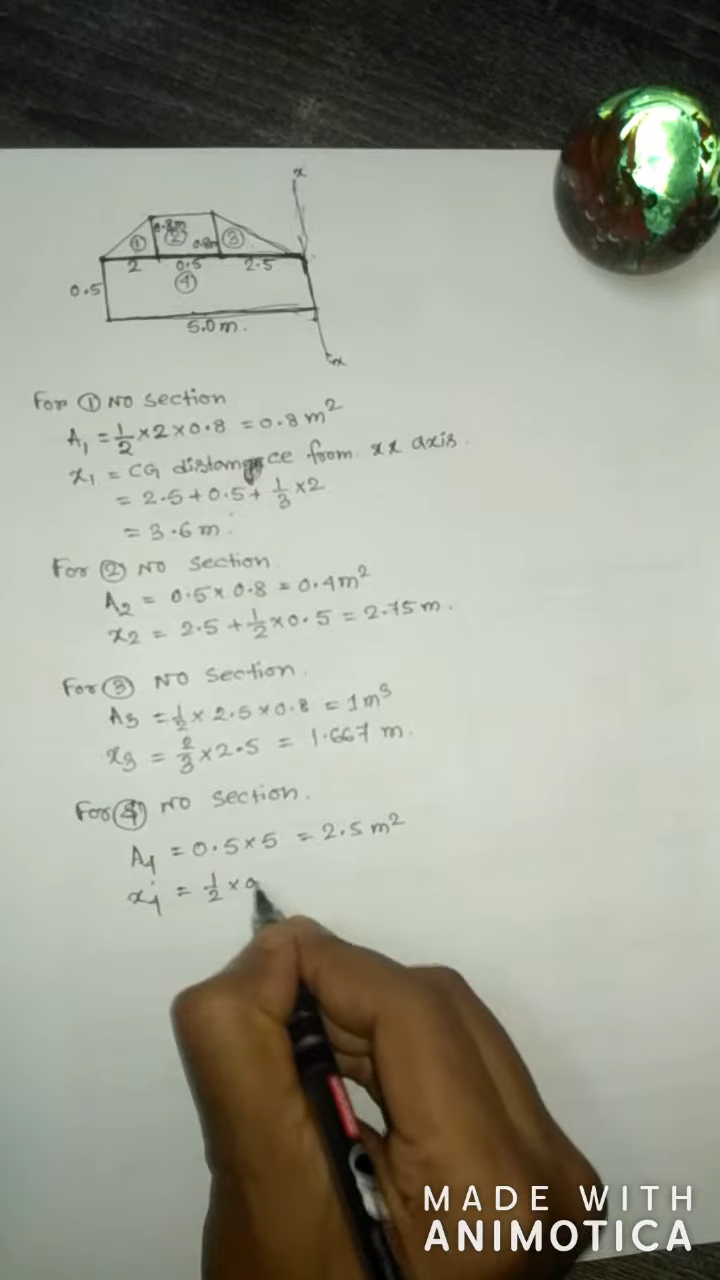 x
0.8m
① ② 0.8m ③
2 0.5 2.5
0.5 ④
5.0m.
x
For ① NO section
A₁ = 1/2 × 2 × 0.8 = 0.8 m²
x₁ = CG distance from xx axis.
= 2.5 + 0.5 + 1/3 × 2
= 3.6 m.
For ② NO section.
A₂ = 0.5 × 0.8 = 0.4 m²
x₂ = 2.5 + 1/2 × 0.5 = 2.75 m.
For ③ NO section.
A₃ = 1/2 × 2.5 × 0.8 = 1 m³
x₃ = 2/3 × 2.5 = 1.667 m.
For ④ NO section.
A₄ = 0.5 × 5 = 2.5 m²
x₄ = 1/2 ×
MADE WITH
ANIMOTICA